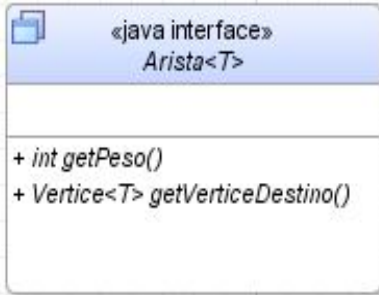 «java interface»
Arista<T>
+ int getPeso()
+ Vertice<T> getVerticeDestino()